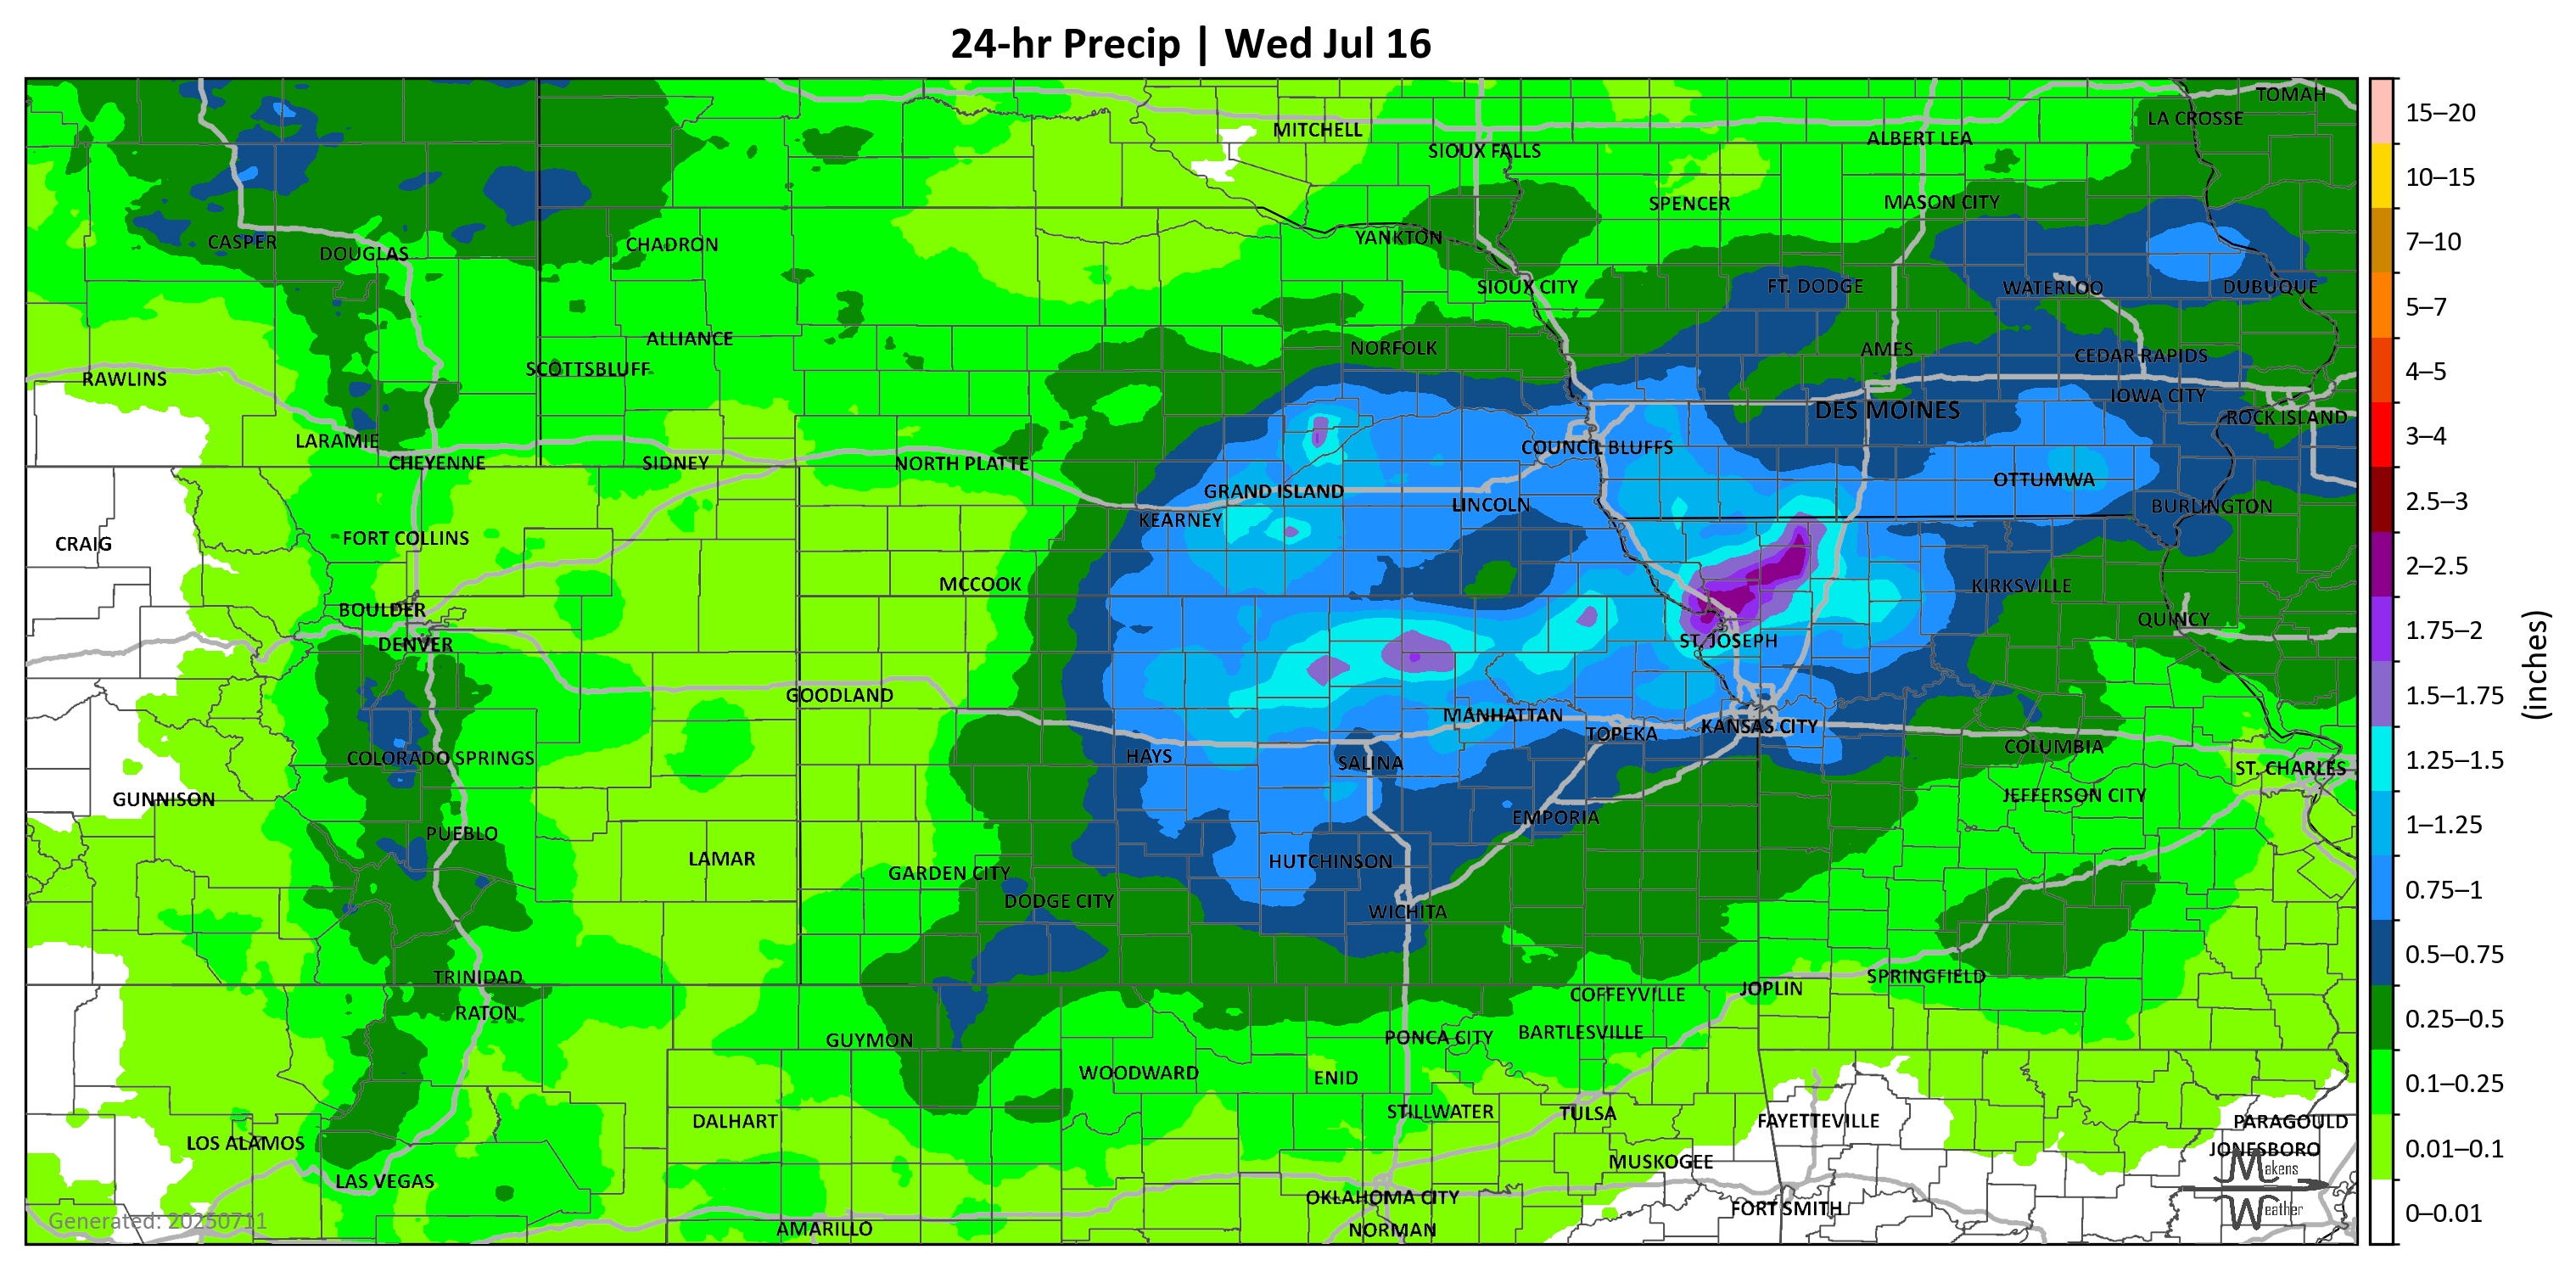 24-hr Precip | Wed Jul 16
TOMAH
LA CROSSE
MITCHELL
ALBERT LEA
SIOUX FALLS
SPENCER
MASON CITY
YANKTON
CASPER
CHADRON
DOUGLAS
SIOUX CITY
FT. DODGE
WATERLOO
DUBUQUE
ALLIANCE
NORFOLK
AMES
CEDAR RAPIDS
SCOTTSBLUFF
RAWLINS
IOWA CITY
DES MOINES
ROCK ISLAND
LARAMIE
COUNCIL BLUFFS
CHEYENNE
SIDNEY
NORTH PLATTE
OTTUMWA
GRAND ISLAND
LINCOLN
BURLINGTON
KEARNEY
FORT COLLINS
CRAIG
MCCOOK
KIRKSVILLE
BOULDER
QUINCY
DENVER
ST. JOSEPH
GOODLAND
MANHATTAN
KANSAS CITY
TOPEKA
COLUMBIA
HAYS
COLORADO SPRINGS
SALINA
ST. CHARLES
GUNNISON
JEFFERSON CITY
EMPORIA
PUEBLO
LAMAR
HUTCHINSON
GARDEN CITY
DODGE CITY
WICHITA
TRINIDAD
SPRINGFIELD
JOPLIN
COFFEYVILLE
RATON
BARTLESVILLE
PONCA CITY
GUYMON
WOODWARD
ENID
STILLWATER
TULSA
DALHART
FAYETTEVILLE
PARAGOULD
LOS ALAMOS
JONESBORO
MUSKOGEE
Makens
LAS VEGAS
OKLAHOMA CITY
FORT SMITH
Weather
Generated: 20250711
AMARILLO
NORMAN
15–20
10–15
7–10
5–7
4–5
3–4
2.5–3
2–2.5
1.75–2
1.5–1.75
1.25–1.5
1–1.25
0.75–1
0.5–0.75
0.25–0.5
0.1–0.25
0.01–0.1
0–0.01
(inches)